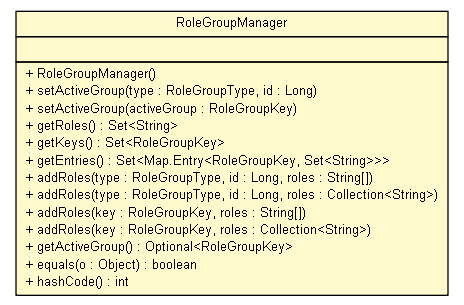 RoleGroupManager
+ RoleGroupManager()
+ setActiveGroup(type : RoleGroupType, id : Long)
+ setActiveGroup(activeGroup : RoleGroupKey)
+ getRoles() : Set<String>
+ getKeys() : Set<RoleGroupKey>
+ getEntries() : Set<Map.Entry<RoleGroupKey, Set<String>>>
+ addRoles(type : RoleGroupType, id : Long, roles : String[])
+ addRoles(type : RoleGroupType, id : Long, roles : Collection<String>)
+ addRoles(key : RoleGroupKey, roles : String[])
+ addRoles(key : RoleGroupKey, roles : Collection<String>)
+ getActiveGroup() : Optional<RoleGroupKey>
+ equals(o : Object) : boolean
+ hashCode() : int